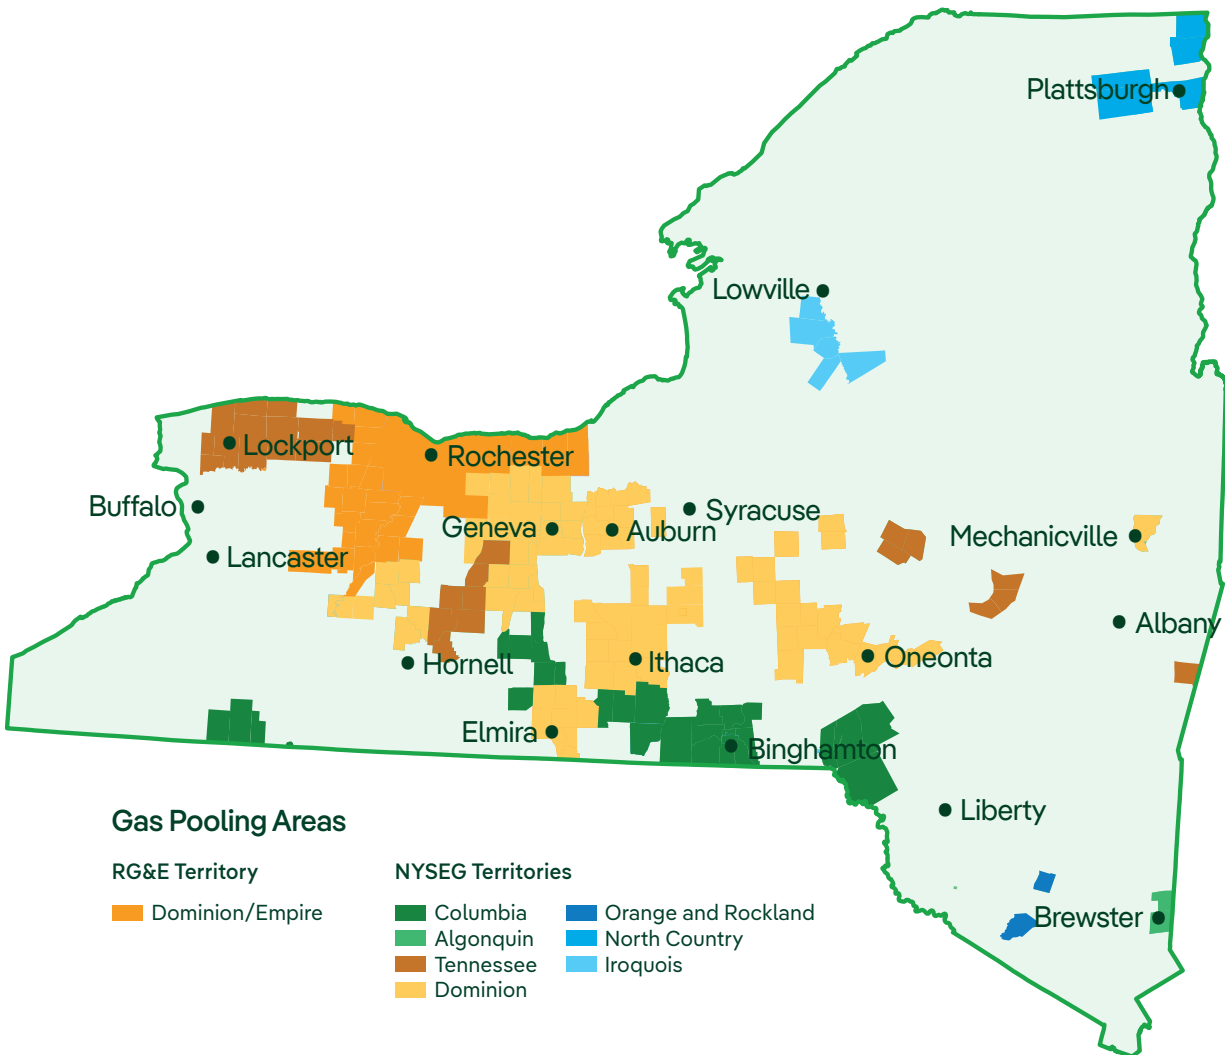 Plattsburgh
Lowville
Lockport
Rochester
Buffalo
Syracuse
Geneva
Auburn
Mechanicville
Lancaster
Albany
Hornell
Ithaca
Oneonta
Elmira
Binghamton
Liberty
Gas Pooling Areas
RG&E Territory
Dominion/Empire
NYSEG Territories
Columbia
Algonquin
Tennessee
Dominion
Orange and Rockland
North Country
Iroquois
Brewster